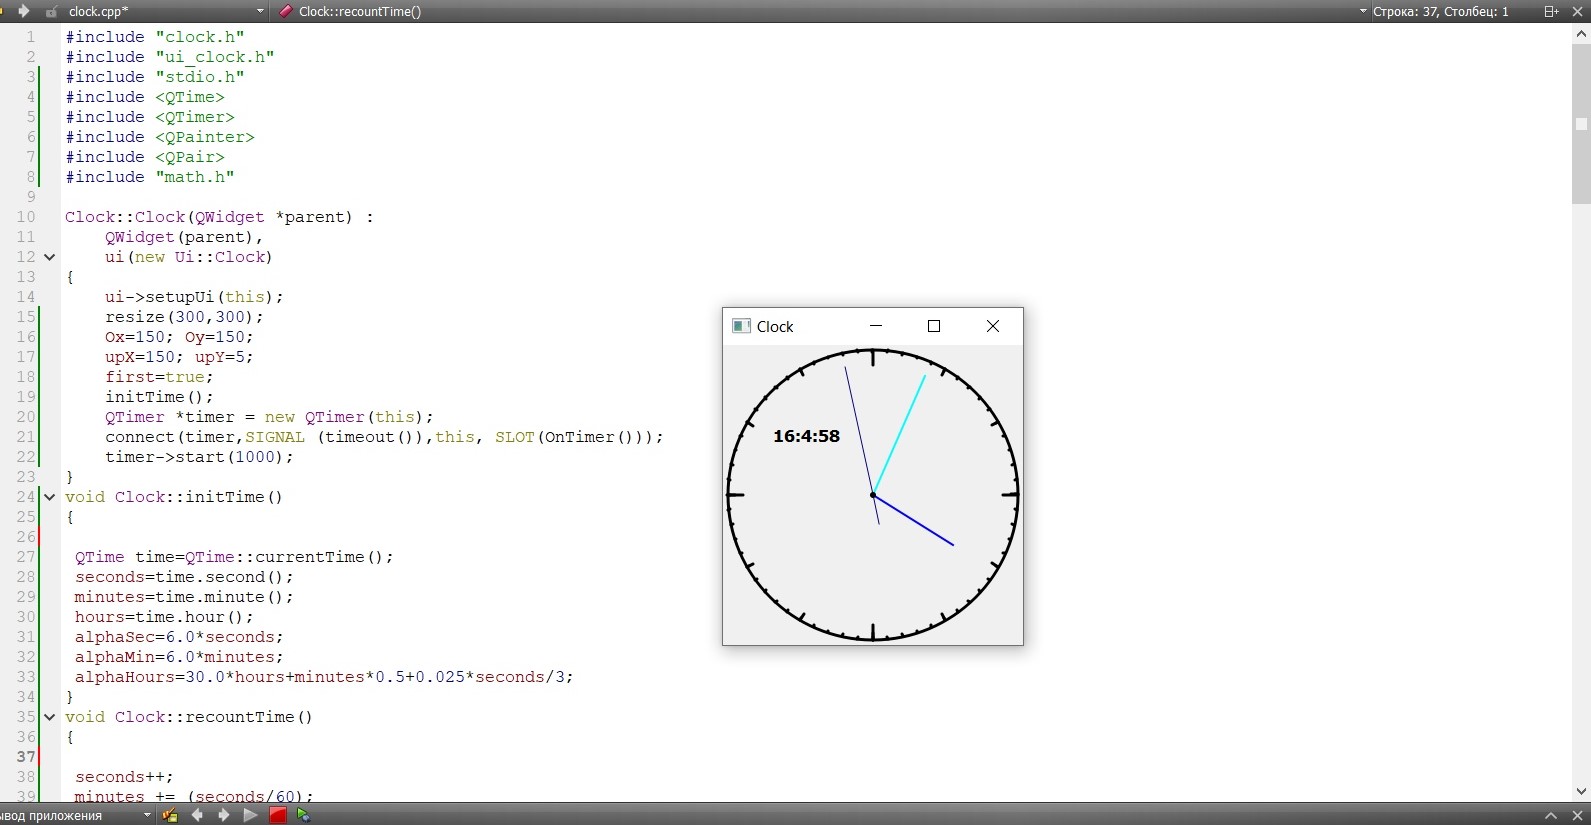 clock.cpp* Clock::recountTime() Строка: 37, Столбец: 1
1 #include "clock.h"
2 #include "ui_clock.h"
3 #include "stdio.h"
4 #include <QTime>
5 #include <QTimer>
6 #include <QPainter>
7 #include <QPair>
8 #include "math.h"
9
10 Clock::Clock(QWidget *parent) :
11 QWidget(parent),
12 ui(new Ui::Clock)
13 {
14 ui->setupUi(this);
15 resize(300,300);
16 Ox=150; Oy=150;
17 upX=150; upY=5;
18 first=true;
19 initTime();
20 QTimer *timer = new QTimer(this);
21 connect(timer,SIGNAL (timeout()),this, SLOT(OnTimer()));
22 timer->start(1000);
23 }
24 void Clock::initTime()
25 {
26
27 QTime time=QTime::currentTime();
28 seconds=time.second();
29 minutes=time.minute();
30 hours=time.hour();
31 alphaSec=6.0*seconds;
32 alphaMin=6.0*minutes;
33 alphaHours=30.0*hours+minutes*0.5+0.025*seconds/3;
34 }
35 void Clock::recountTime()
36 {
37
38 seconds++;
39 minutes += (seconds/60);
Clock
16:4:58
ывод приложения